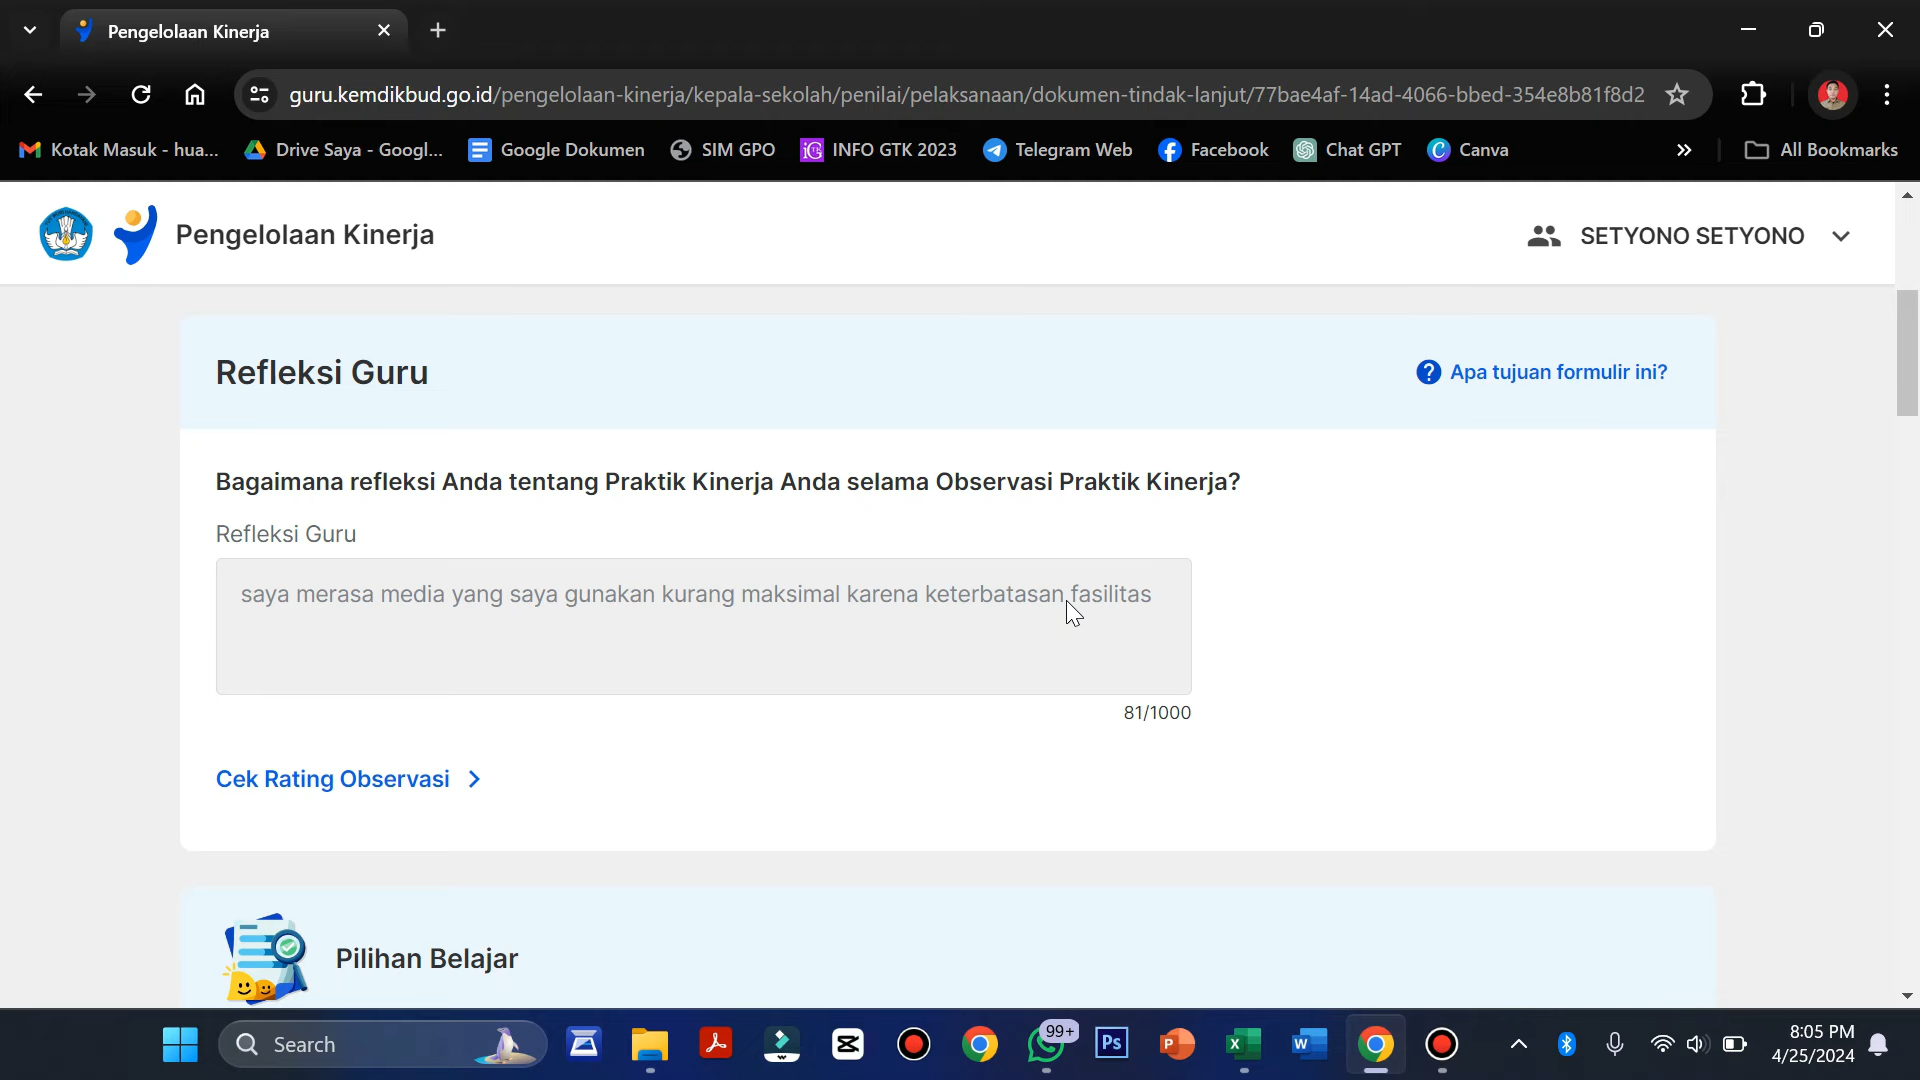 Pengelolaan Kinerja
guru.kemdikbud.go.id/pengelolaan-kinerja/kepala-sekolah/penilai/pelaksanaan/dokumen-tindak-lanjut/77bae4af-14ad-4066-bbed-354e8b81f8d2
Kotak Masuk - hua... Drive Saya - Googl... Google Dokumen SIM GPO INFO GTK 2023 Telegram Web Facebook Chat GPT Canva All Bookmarks
Pengelolaan Kinerja SETYONO SETYONO
Refleksi Guru ? Apa tujuan formulir ini?
Bagaimana refleksi Anda tentang Praktik Kinerja Anda selama Observasi Praktik Kinerja?
Refleksi Guru
saya merasa media yang saya gunakan kurang maksimal karena keterbatasan fasilitas
81/1000
Cek Rating Observasi
Pilihan Belajar
Search 99+ Ps P X W 8:05 PM
4/25/2024